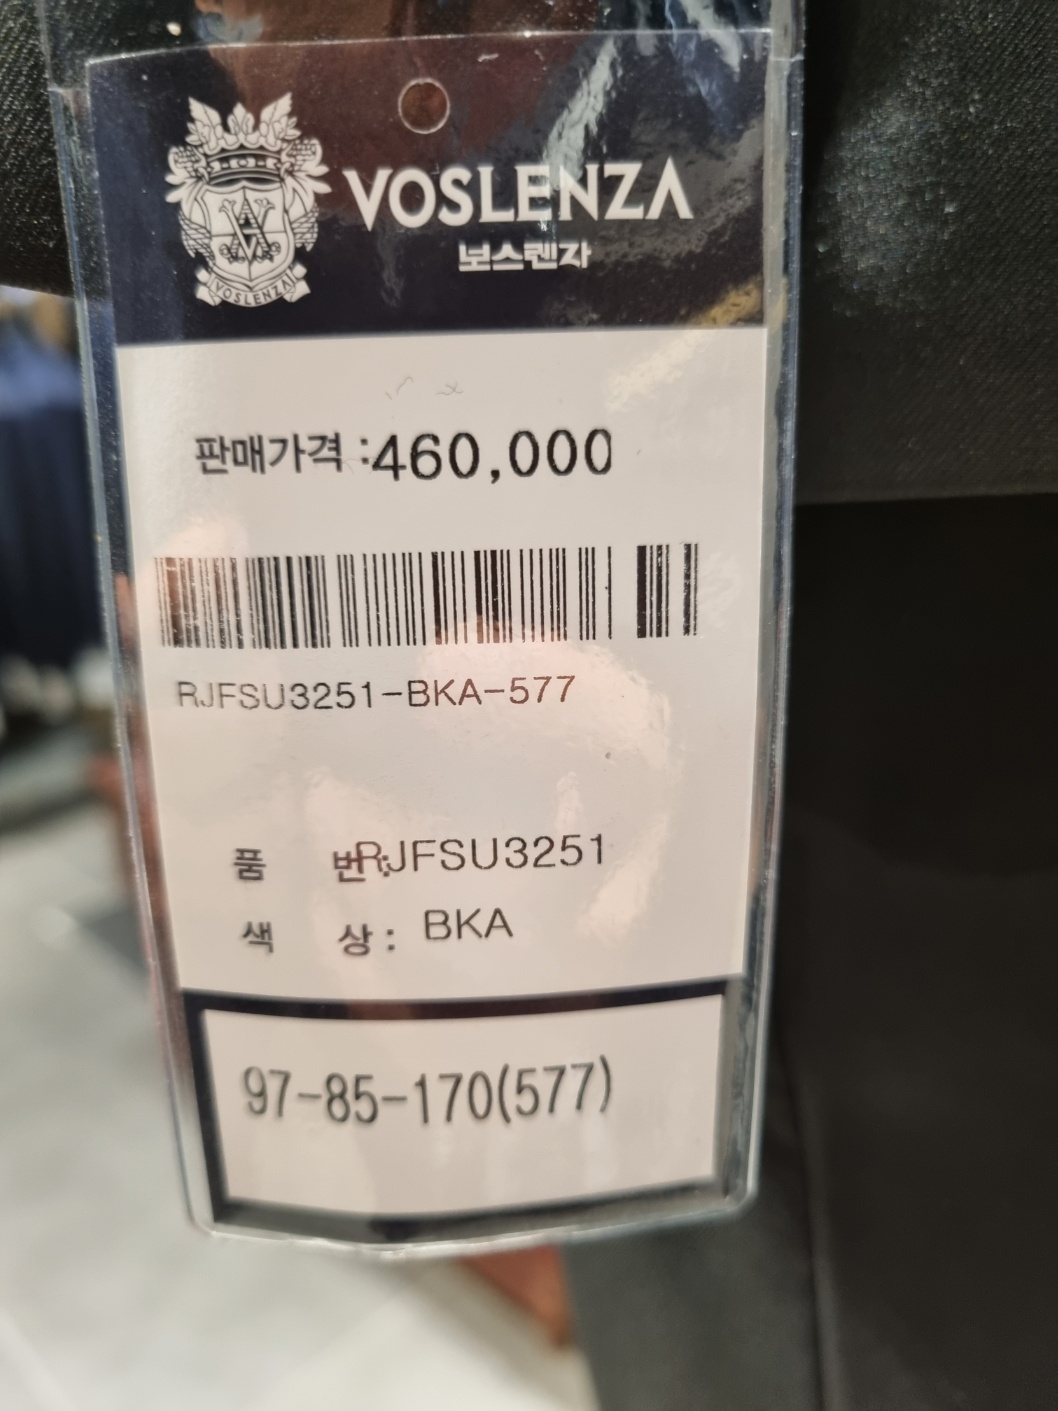 VOSLENZA
보스렌자
VOSLENZA
판매가격 :460,000
RJFSU3251-BKA-577
품 번:RJFSU3251
색 상: BKA
97-85-170(577)